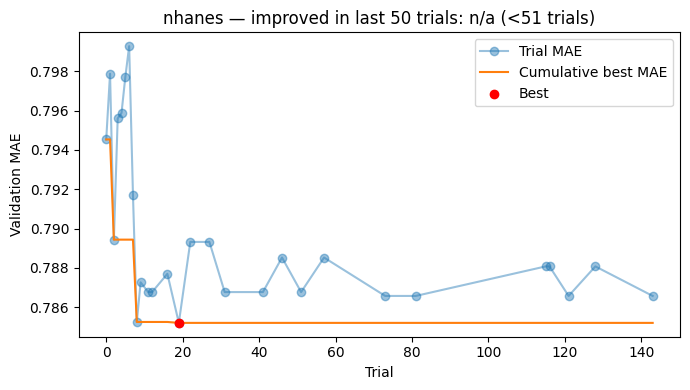 nhanes — improved in last 50 trials: n/a (<51 trials)
Trial MAE
Cumulative best MAE
Best
Validation MAE
0.798
0.796
0.794
0.792
0.790
0.788
0.786
0 20 40 60 80 100 120 140
Trial